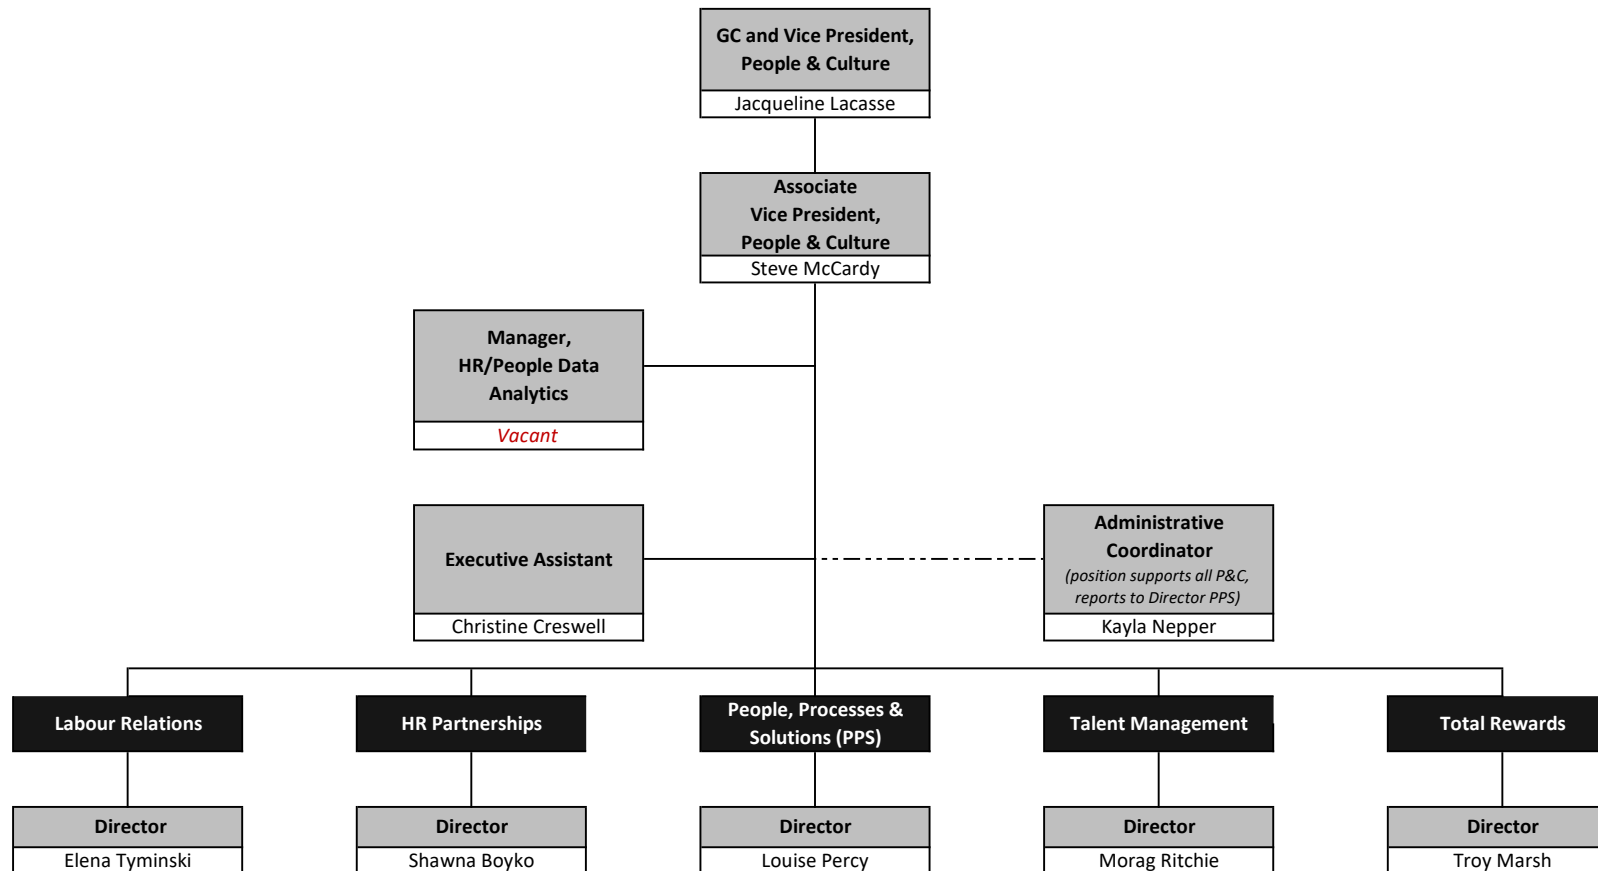 GC and Vice President,
People & Culture
Jacqueline Lacasse
Associate
Vice President,
People & Culture
Steve McCardy
Manager,
HR/People Data
Analytics
Vacant
Executive Assistant
Christine Creswell
Administrative
Coordinator
(position supports all P&C,
reports to Director PPS)
Kayla Nepper
Labour Relations
HR Partnerships
People, Processes &
Solutions (PPS)
Talent Management
Total Rewards
Director
Elena Tyminski
Director
Shawna Boyko
Director
Louise Percy
Director
Morag Ritchie
Director
Troy Marsh